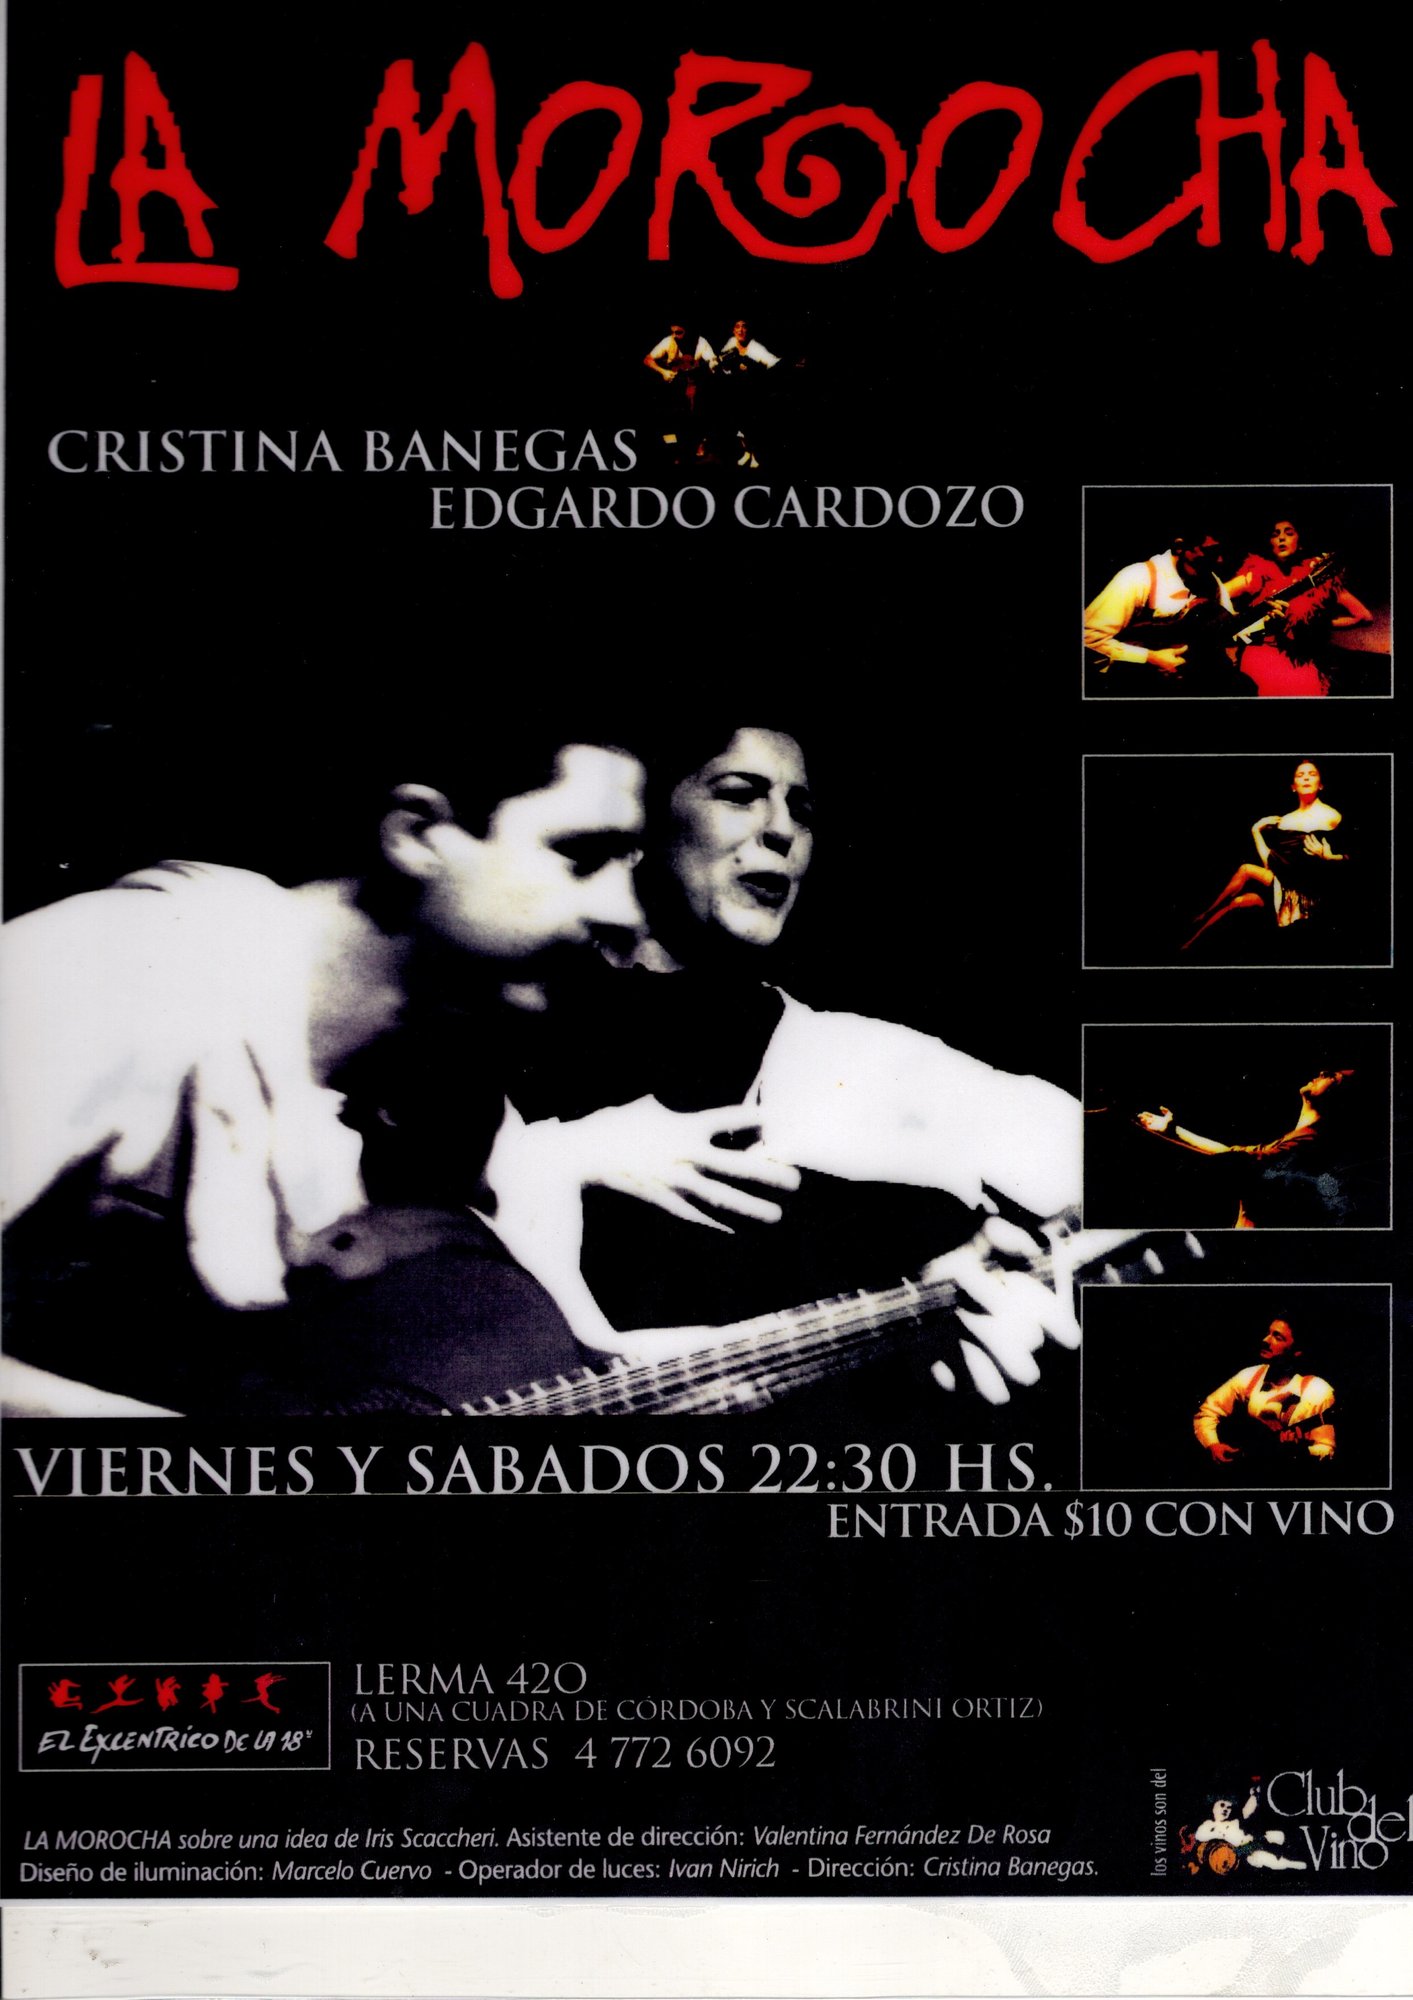 LA MOROCHA
CRISTINA BANEGAS
EDGARDO CARDOZO
VIERNES Y SABADOS 22:30 HS.
ENTRADA $10 CON VINO
EL EXCENTRICO DE LA 18º
LERMA 420
(A UNA CUADRA DE CÓRDOBA Y SCALABRINI ORTIZ)
RESERVAS 4 772 6092
los vinos son del
Club
del
Vino
LA MOROCHA sobre una idea de Iris Scaccheri. Asistente de dirección: Valentina Fernández De Rosa
Diseño de iluminación: Marcelo Cuervo - Operador de luces: Ivan Nirich - Dirección: Cristina Banegas.